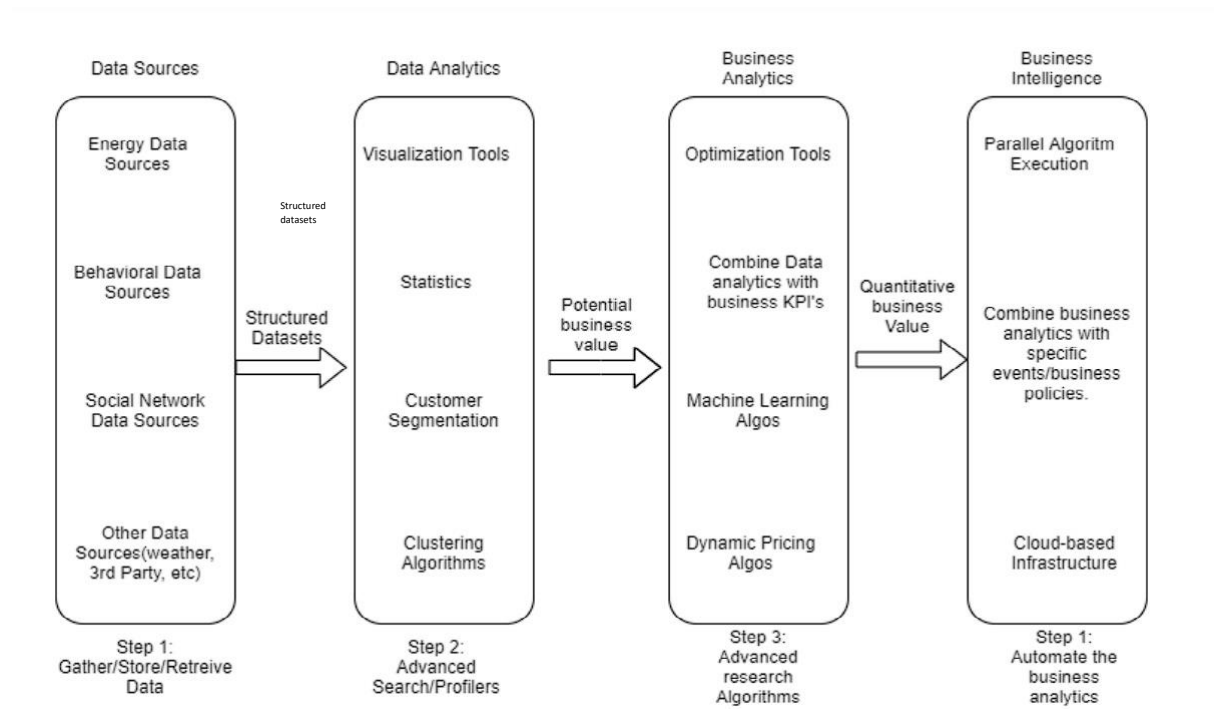 Data Sources
Energy Data
Sources
Behavioral Data
Sources
Social Network
Data Sources
Other Data
Sources(weather,
3rd Party, etc)
Step 1:
Gather/Store/Retreive
Data
Structured
datasets
Structured
Datasets
Data Analytics
Visualization Tools
Statistics
Customer
Segmentation
Clustering
Algorithms
Step 2:
Advanced
Search/Profilers
Potential
business
value
Business
Analytics
Optimization Tools
Combine Data
analytics with
business KPI's
Machine Learning
Algos
Dynamic Pricing
Algos
Step 3:
Advanced
research
Algorithms
Quantitative
business
Value
Business
Intelligence
Parallel Algoritm
Execution
Combine business
analytics with
specific
events/business
policies.
Cloud-based
Infrastructure
Step 1:
Automate the
business
analytics